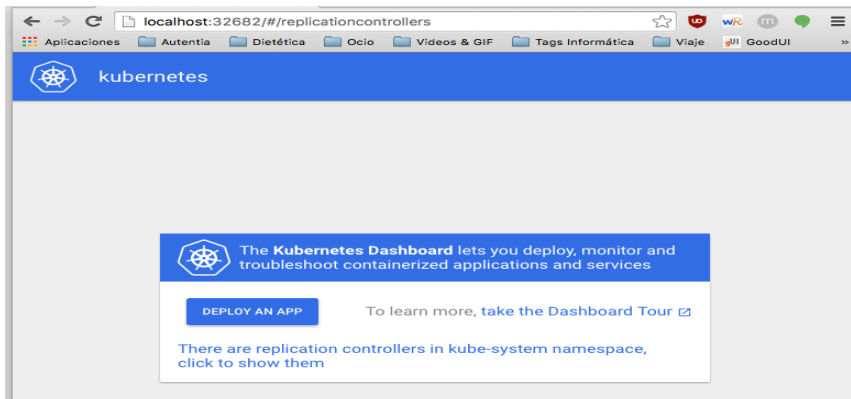 localhost:32682/#/replicationcontrollers
Aplicaciones Autentia Dietética Ocio Videos & GIF Tags Informática Viaje gUI GoodUI »
kubernetes
The Kubernetes Dashboard lets you deploy, monitor and
troubleshoot containerized applications and services
DEPLOY AN APP To learn more, take the Dashboard Tour
There are replication controllers in kube-system namespace,
click to show them